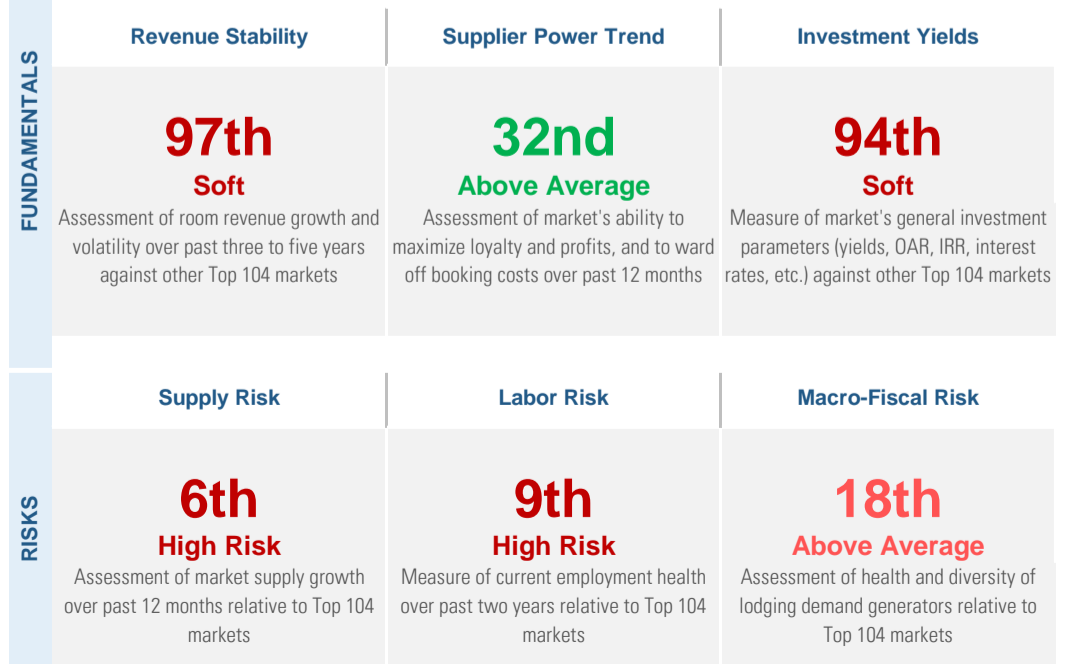 FUNDAMENTALS
Revenue Stability
97th
Soft
Assessment of room revenue growth and
volatility over past three to five years
against other Top 104 markets
Supplier Power Trend
32nd
Above Average
Assessment of market's ability to
maximize loyalty and profits, and to ward
off booking costs over past 12 months
Investment Yields
94th
Soft
Measure of market's general investment
parameters (yields, OAR, IRR, interest
rates, etc.) against other Top 104 markets
RISKS
Supply Risk
6th
High Risk
Assessment of market supply growth
over past 12 months relative to Top 104
markets
Labor Risk
9th
High Risk
Measure of current employment health
over past two years relative to Top 104
markets
Macro-Fiscal Risk
18th
Above Average
Assessment of health and diversity of
lodging demand generators relative to
Top 104 markets